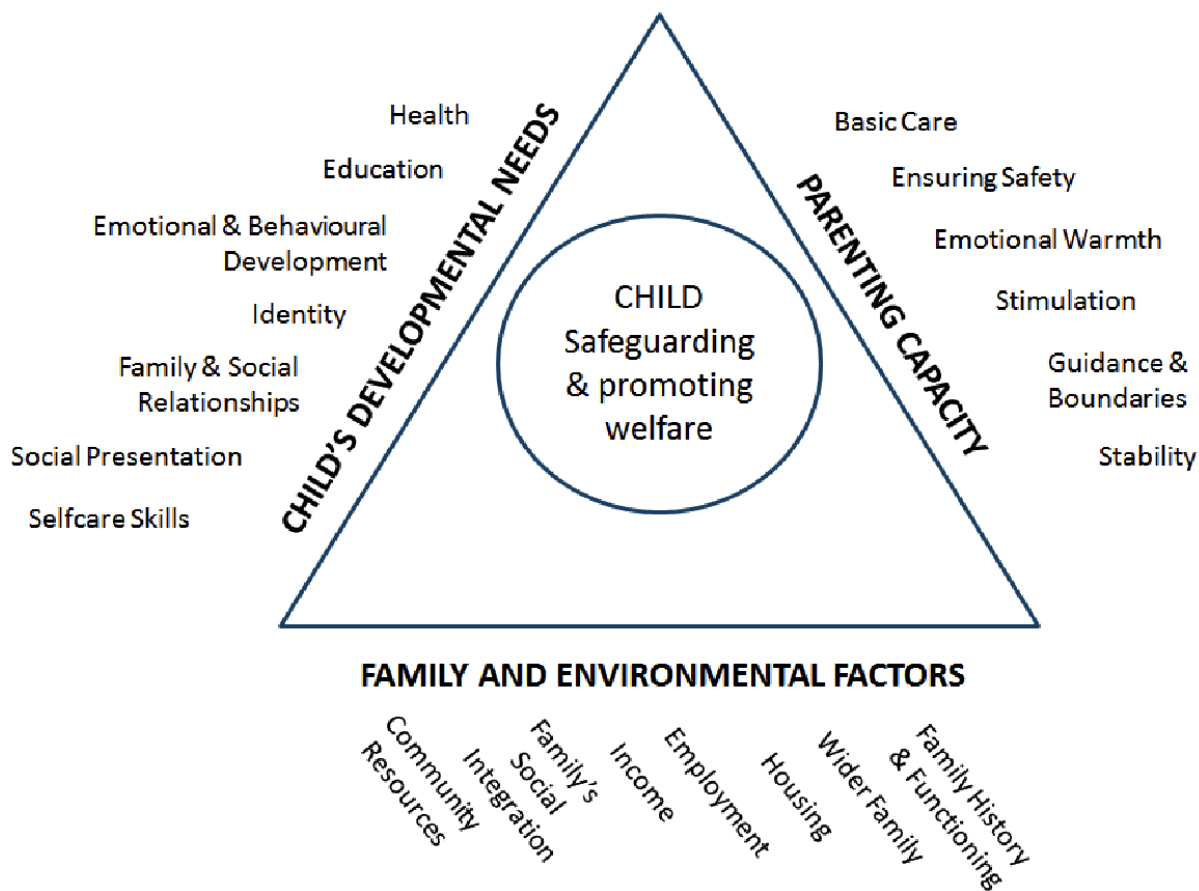 Health
Education
Emotional & Behavioural
Development
Identity
Family & Social
Relationships
Social Presentation
Selfcare Skills
CHILD'S DEVELOPMENTAL NEEDS
CHILD
Safeguarding
& promoting
welfare
PARENTING CAPACITY
Basic Care
Ensuring Safety
Emotional Warmth
Stimulation
Guidance &
Boundaries
Stability
FAMILY AND ENVIRONMENTAL FACTORS
Community
Resources
Family's
Social
Integration
Income
Employment
Housing
Wider Family
Family History
& Functioning